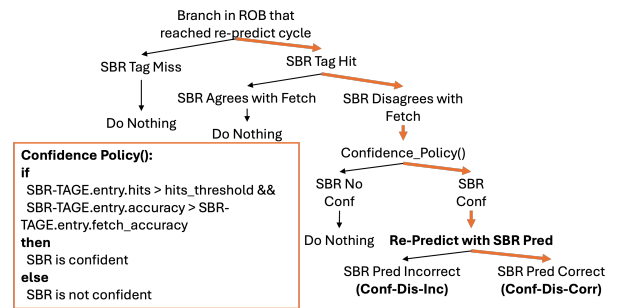 Branch in ROB that
reached re-predict cycle
SBR Tag Miss
SBR Tag Hit
SBR Agrees with Fetch
SBR Disagrees with
Fetch
Do Nothing
Do Nothing
Confidence_Policy()
Confidence Policy():
if
SBR-TAGE.entry.hits > hits_threshold &&
SBR-TAGE.entry.accuracy > SBR-
TAGE.entry.fetch_accuracy
then
SBR is confident
else
SBR is not confident
SBR No
Conf
SBR
Conf
Do Nothing
Re-Predict with SBR Pred
SBR Pred Incorrect
(Conf-Dis-Inc)
SBR Pred Correct
(Conf-Dis-Corr)